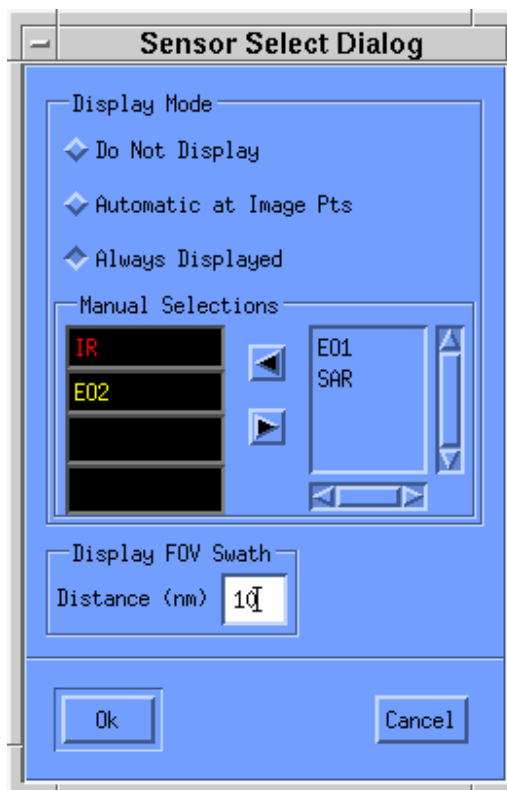 Sensor Select Dialog
Display Mode
Do Not Display
Automatic at Image Pts
Always Displayed
Manual Selections
IR
EO2
EO1
SAR
Display FOV Swath
Distance (nm) 10
Ok
Cancel